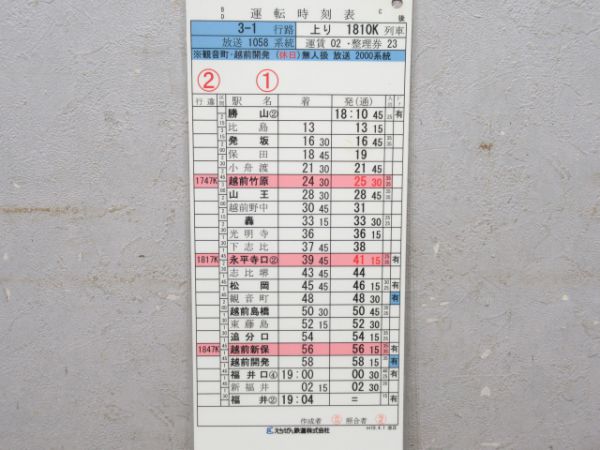 運転時刻表 C 後
3-1 行路 上り 1810K 列車
放送 1058 系統 運賃 02 ・整理券 23
※観音町・越前開発 (休日)無人後 放送 2000系統
② ①
行違 駅名 着 発(通)
勝山② 18:10 45 有
比島 13 13 15
発坂 16 30 16 45
保田 18 45 19
小舟渡 21 30 21 45
1747K 越前竹原 24 30 25 30
山王 28 30 28 45
越前野中 30 45 31
轟 33 15 33 30
光明寺 36 36 15
下志比 37 45 38
1817K 永平寺口② 39 45 41 15 有
志比堺 43 45 44
松岡 45 45 46 15 有
観音町 48 48 30 有
越前島橋 50 30 50 45
東藤島 52 15 52 30
追分口 54 54 15
1847K 越前新保 56 56 15 有
越前開発 58 58 15 有
福井口④ 19:00 00 30 有
新福井 02 15 02 30
福井② 19:04 = 有
作成者 照合者
えちぜん鉄道株式会社